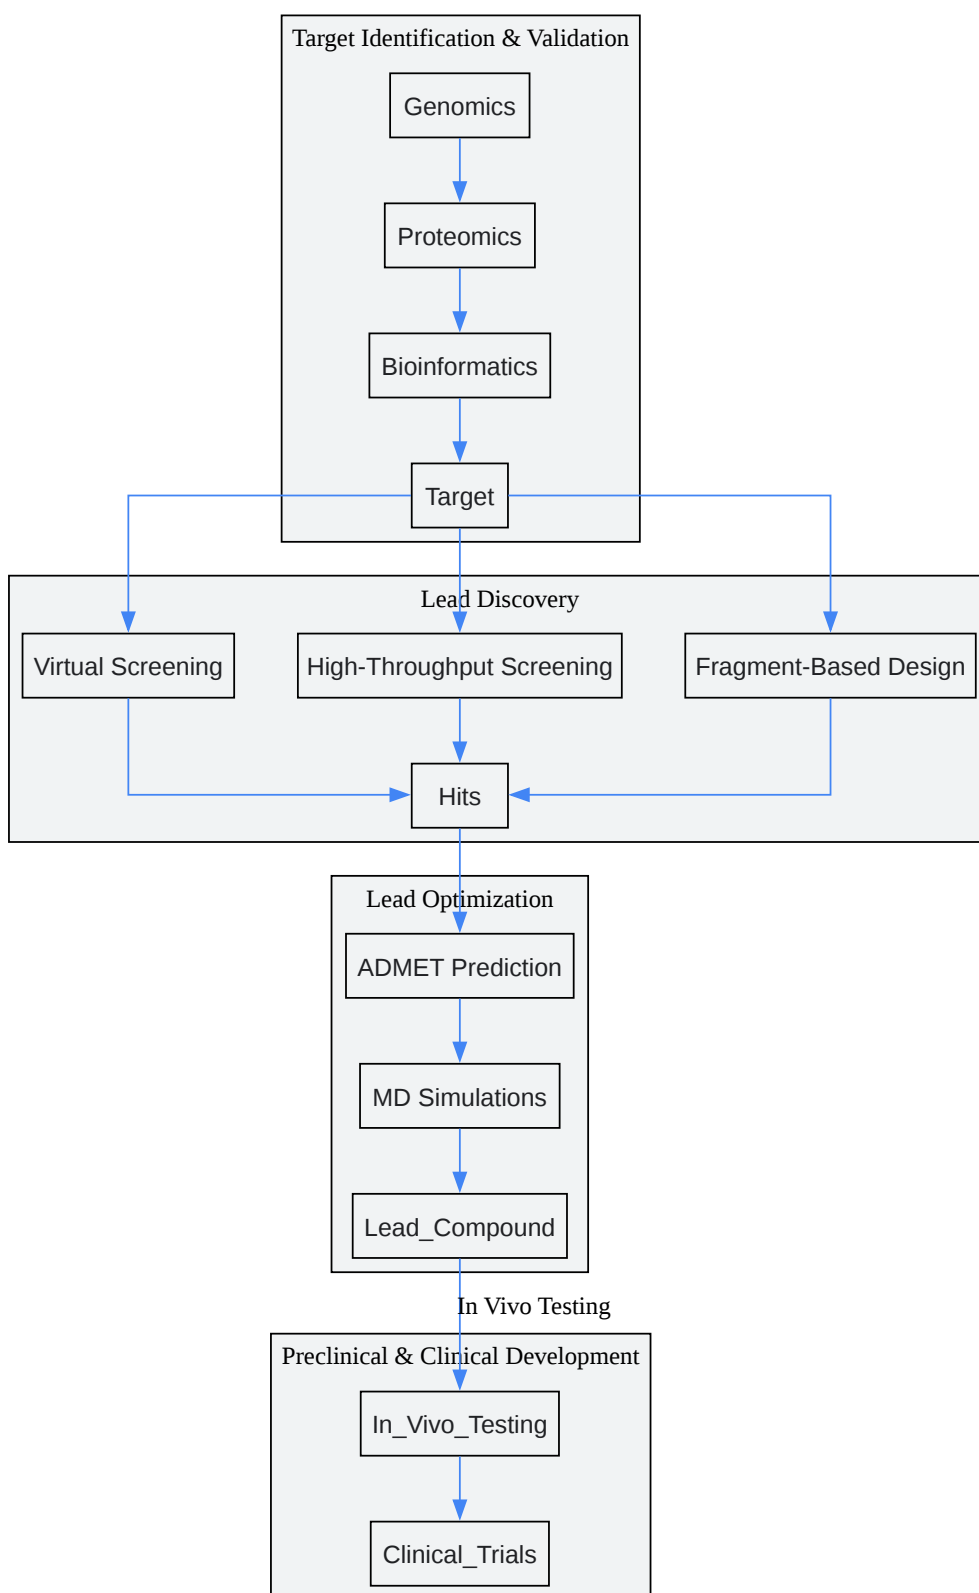 Target Identification & Validation
Genomics
Proteomics
Bioinformatics
Target
Lead Discovery
Virtual Screening
High-Throughput Screening
Fragment-Based Design
Hits
Lead Optimization
ADMET Prediction
MD Simulations
Lead_Compound
In Vivo Testing
Preclinical & Clinical Development
In_Vivo_Testing
Clinical_Trials